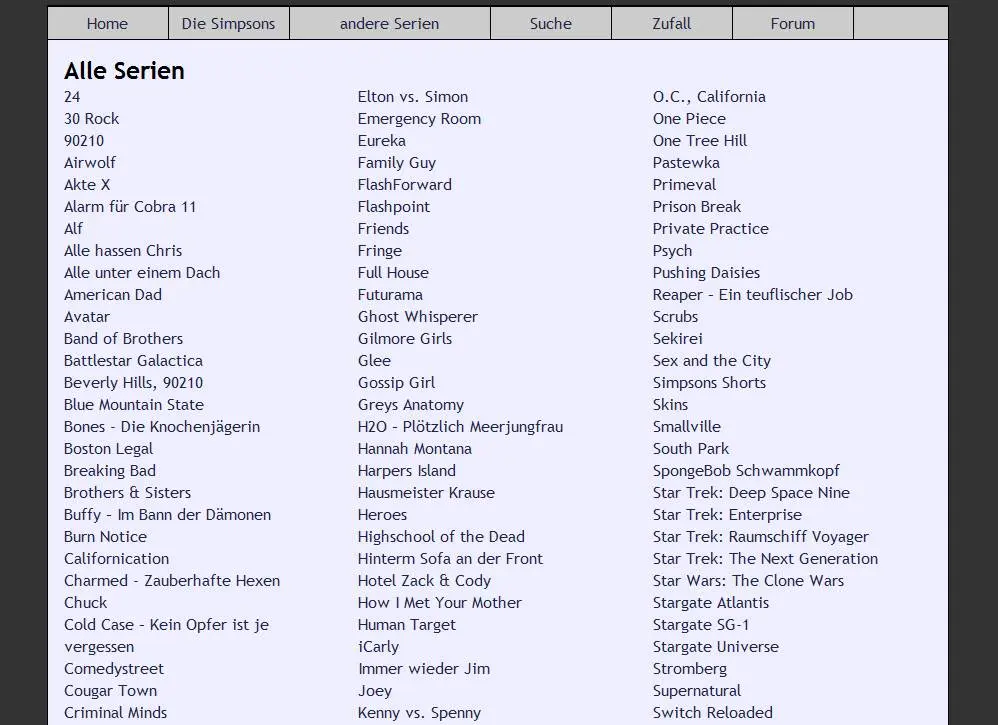 Home
Die Simpsons
andere Serien
Suche
Zufall
Forum
Alle Serien
24
30 Rock
90210
Airwolf
Akte X
Alarm für Cobra 11
Alf
Alle hassen Chris
Alle unter einem Dach
American Dad
Avatar
Band of Brothers
Battlestar Galactica
Beverly Hills, 90210
Blue Mountain State
Bones - Die Knochenjägerin
Boston Legal
Breaking Bad
Brothers & Sisters
Buffy – Im Bann der Dämonen
Burn Notice
Californication
Charmed - Zauberhafte Hexen
Chuck
Cold Case – Kein Opfer ist je
vergessen
Comedystreet
Cougar Town
Criminal Minds
Elton vs. Simon
Emergency Room
Eureka
Family Guy
FlashForward
Flashpoint
Friends
Fringe
Full House
Futurama
Ghost Whisperer
Gilmore Girls
Glee
Gossip Girl
Greys Anatomy
H2O – Plötzlich Meerjungfrau
Hannah Montana
Harpers Island
Hausmeister Krause
Heroes
Highschool of the Dead
Hinterm Sofa an der Front
Hotel Zack & Cody
How I Met Your Mother
Human Target
iCarly
Immer wieder Jim
Joey
Kenny vs. Spenny
O.C., California
One Piece
One Tree Hill
Pastewka
Primeval
Prison Break
Private Practice
Psych
Pushing Daisies
Reaper – Ein teuflischer Job
Scrubs
Sekirei
Sex and the City
Simpsons Shorts
Skins
Smallville
South Park
SpongeBob Schwammkopf
Star Trek: Deep Space Nine
Star Trek: Enterprise
Star Trek: Raumschiff Voyager
Star Trek: The Next Generation
Star Wars: The Clone Wars
Stargate Atlantis
Stargate SG-1
Stargate Universe
Stromberg
Supernatural
Switch Reloaded